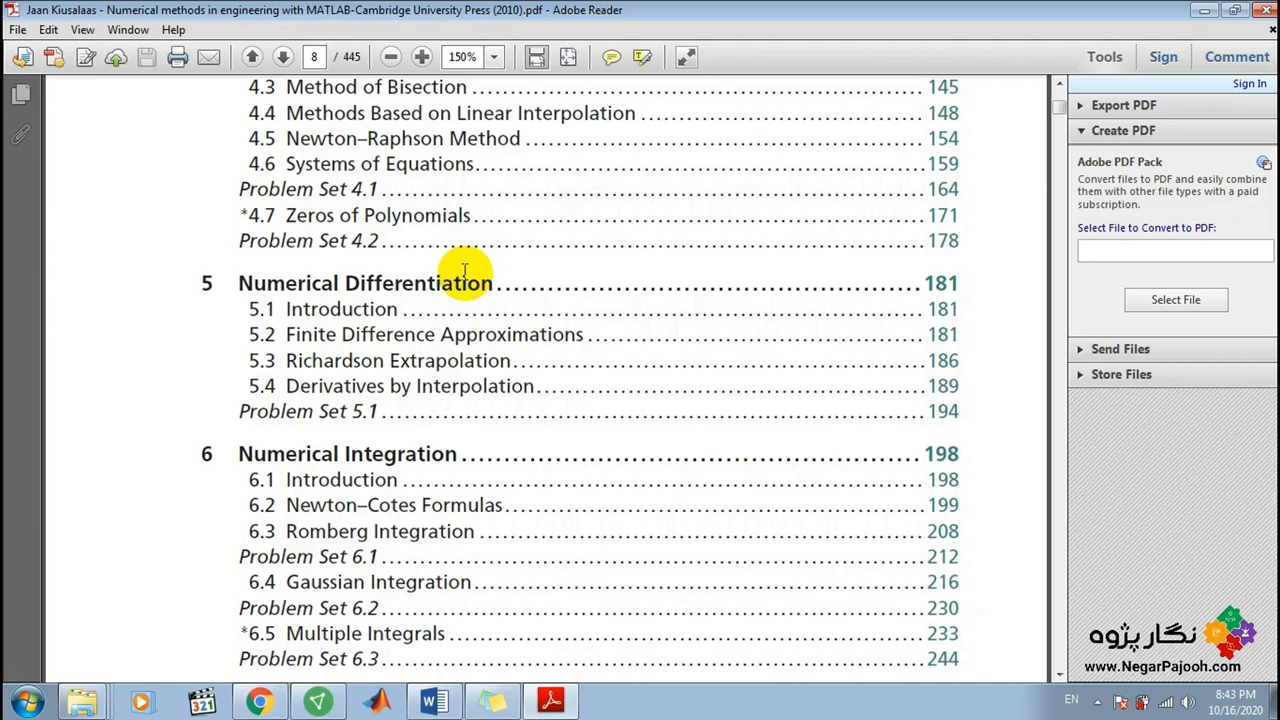 Jaan Kiusalaas - Numerical methods in engineering with MATLAB-Cambridge University Press (2010).pdf - Adobe Reader
File Edit View Window Help
8 / 445 150% Tools Sign Comment
Sign In
4.3 Method of Bisection ........ 145
4.4 Methods Based on Linear Interpolation ........ 148
4.5 Newton–Raphson Method ........ 154
4.6 Systems of Equations ........ 159
Problem Set 4.1 ........ 164
*4.7 Zeros of Polynomials ........ 171
Problem Set 4.2 ........ 178
5 Numerical Differentiation ........ 181
5.1 Introduction ........ 181
5.2 Finite Difference Approximations ........ 181
5.3 Richardson Extrapolation ........ 186
5.4 Derivatives by Interpolation ........ 189
Problem Set 5.1 ........ 194
6 Numerical Integration ........ 198
6.1 Introduction ........ 198
6.2 Newton–Cotes Formulas ........ 199
6.3 Romberg Integration ........ 208
Problem Set 6.1 ........ 212
6.4 Gaussian Integration ........ 216
Problem Set 6.2 ........ 230
*6.5 Multiple Integrals ........ 233
Problem Set 6.3 ........ 244
Export PDF
Create PDF
Adobe PDF Pack
Convert files to PDF and easily combine
them with other file types with a paid
subscription.
Select File to Convert to PDF:
Select File
Send Files
Store Files
نگار پژوه
www.NegarPajooh.com
321
EN
8:43 PM
10/16/2020